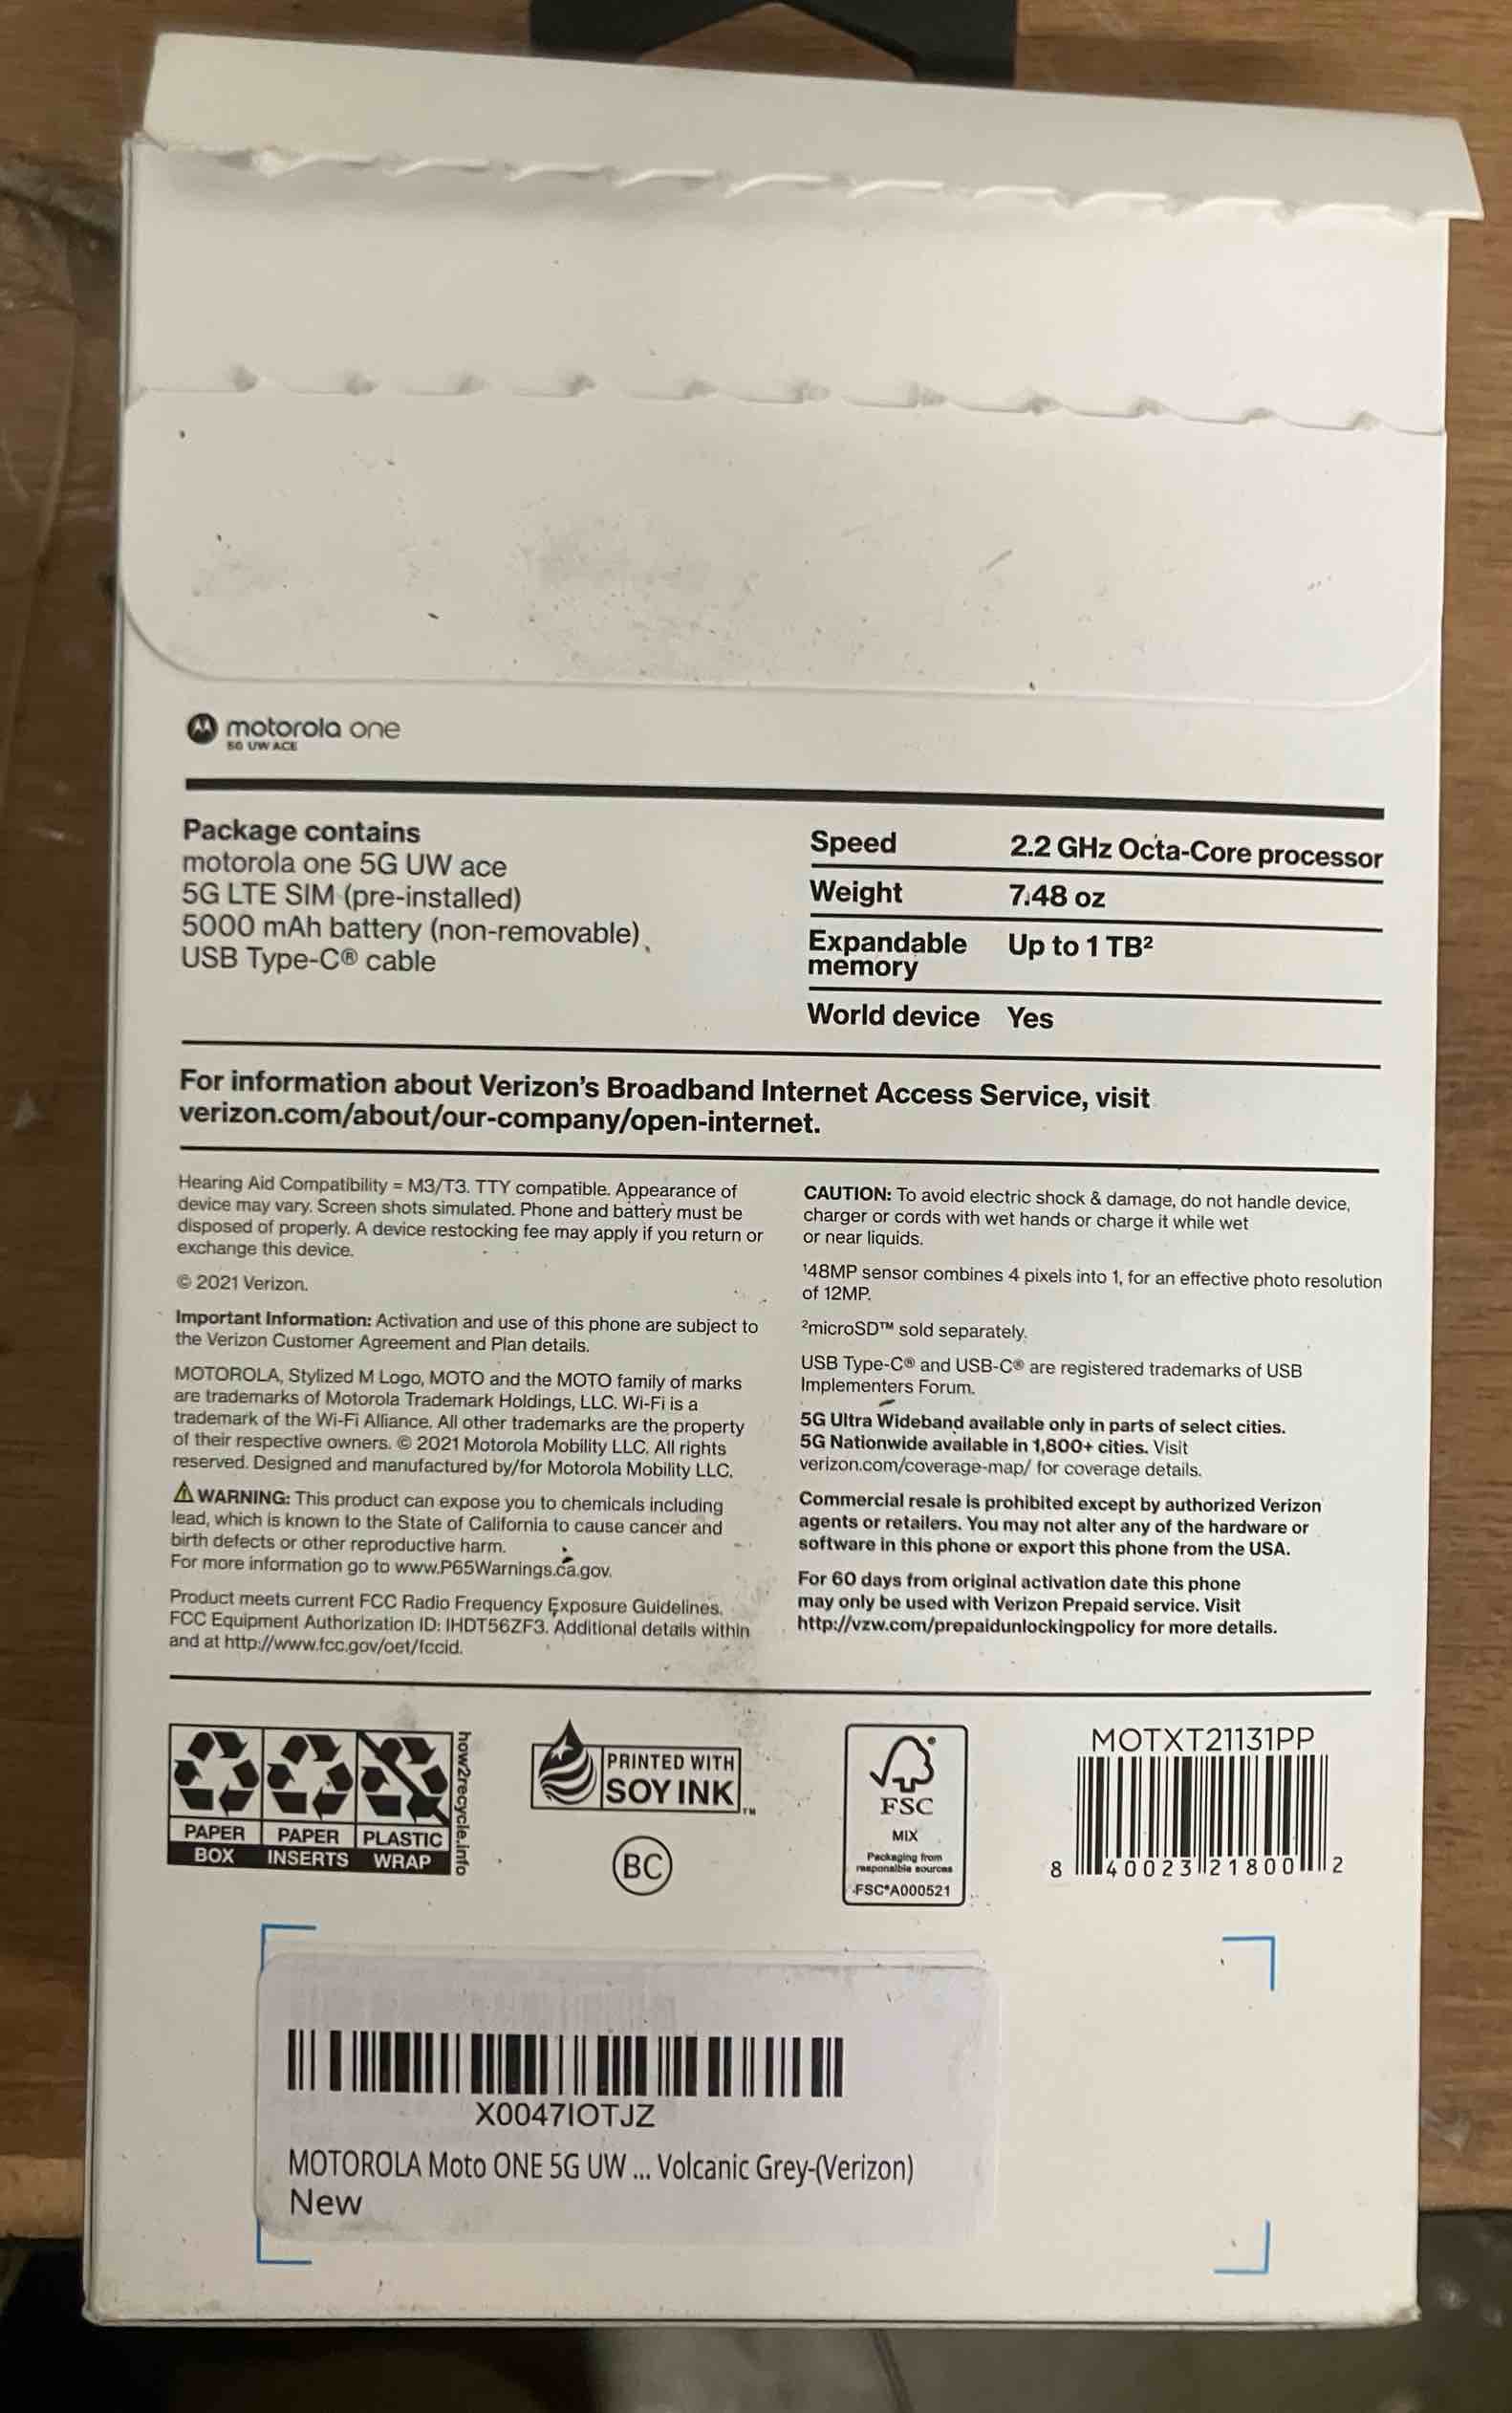 motorola one
5G UW ACE
Package contains
motorola one 5G UW ace
5G LTE SIM (pre-installed)
5000 mAh battery (non-removable)
USB Type-C® cable
Speed 2.2 GHz Octa-Core processor
Weight 7.48 oz
Expandable memory Up to 1 TB²
World device Yes
For information about Verizon's Broadband Internet Access Service, visit
verizon.com/about/our-company/open-internet.
Hearing Aid Compatibility = M3/T3. TTY compatible. Appearance of
device may vary. Screen shots simulated. Phone and battery must be
disposed of properly. A device restocking fee may apply if you return or
exchange this device.
© 2021 Verizon.
Important Information: Activation and use of this phone are subject to
the Verizon Customer Agreement and Plan details.
MOTOROLA, Stylized M Logo, MOTO and the MOTO family of marks
are trademarks of Motorola Trademark Holdings, LLC. Wi-Fi is a
trademark of the Wi-Fi Alliance. All other trademarks are the property
of their respective owners. © 2021 Motorola Mobility LLC. All rights
reserved. Designed and manufactured by/for Motorola Mobility LLC.
WARNING: This product can expose you to chemicals including
lead, which is known to the State of California to cause cancer and
birth defects or other reproductive harm.
For more information go to www.P65Warnings.ca.gov.
Product meets current FCC Radio Frequency Exposure Guidelines.
FCC Equipment Authorization ID: IHDT56ZF3. Additional details within
and at http://www.fcc.gov/oet/fccid.
CAUTION: To avoid electric shock & damage, do not handle device,
charger or cords with wet hands or charge it while wet
or near liquids.
¹48MP sensor combines 4 pixels into 1, for an effective photo resolution
of 12MP.
²microSD™ sold separately.
USB Type-C® and USB-C® are registered trademarks of USB
Implementers Forum.
5G Ultra Wideband available only in parts of select cities.
5G Nationwide available in 1,800+ cities. Visit
verizon.com/coverage-map/ for coverage details.
Commercial resale is prohibited except by authorized Verizon
agents or retailers. You may not alter any of the hardware or
software in this phone or export this phone from the USA.
For 60 days from original activation date this phone
may only be used with Verizon Prepaid service. Visit
http://vzw.com/prepaidunlockingpolicy for more details.
PAPER
BOX
PAPER
INSERTS
PLASTIC
WRAP
how2recycle.info
PRINTED WITH
SOY INK™
BC
FSC
MIX
Packaging from
responsible sources
FSC®A000521
MOTXT21131PP
8 40023 21800 2
X0047IOTJZ
MOTOROLA Moto ONE 5G UW ... Volcanic Grey-(Verizon)
New